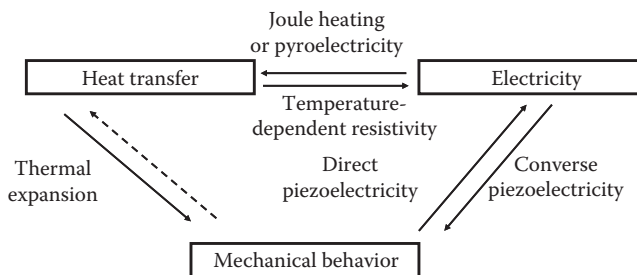 Joule heating
or pyroelectricity
Heat transfer
Electricity
Temperature-
dependent resistivity
Thermal
expansion
Direct
piezoelectricity
Converse
piezoelectricity
Mechanical behavior